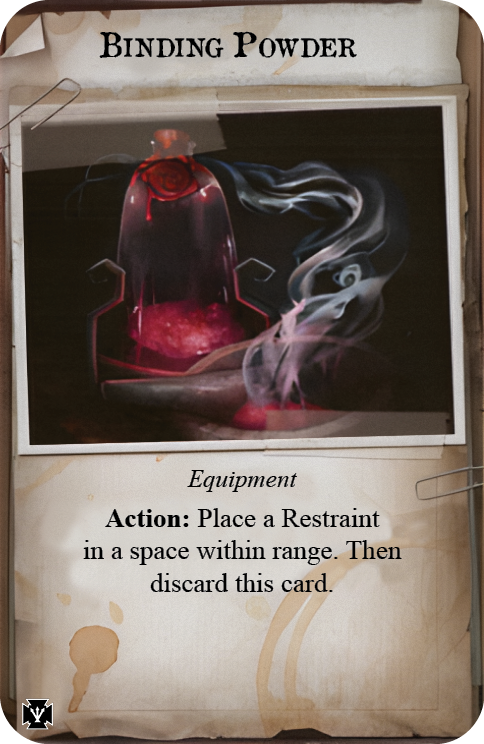 Binding Powder
Equipment
Action: Place a Restraint
in a space within range. Then
discard this card.